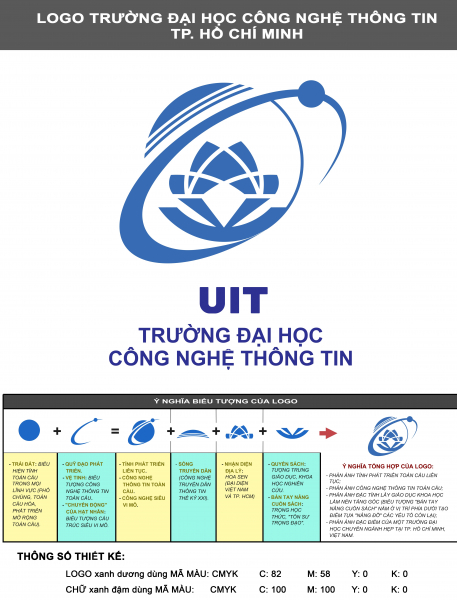 LOGO TRƯỜNG ĐẠI HỌC CÔNG NGHỆ THÔNG TIN
TP. HỒ CHÍ MINH
UIT
TRƯỜNG ĐẠI HỌC
CÔNG NGHỆ THÔNG TIN
Ý NGHĨA BIỂU TƯỢNG CỦA LOGO
+ + = + + +
- TRÁI ĐẤT: BIỂU
HIỆN TÍNH
TOÀN CẦU
TRONG MỌI
LĨNH VỰC (PHỔ
CHỨNG, TOÀN
CẦU HÓA,
PHÁT TRIỂN
MỞ RỘNG
TOÀN CẦU).
- QUỸ ĐẠO PHÁT
TRIỂN.
- VỆ TINH: BIỂU
TƯỢNG CÔNG
NGHỆ THÔNG TIN
TOÀN CẦU.
- "CHUYỂN ĐỘNG"
CỦA HẠT NHÂN:
BIỂU TƯỢNG CẤU
TRÚC SIÊU VI MÔ.
- TÍNH PHÁT TRIỂN
LIÊN TỤC.
- CÔNG NGHỆ
THÔNG TIN TOÀN
CẦU.
- CÔNG NGHỆ SIÊU
VI MÔ.
- SÓNG
TRUYỀN DẪN
(CÔNG NGHỆ
TRUYỀN DẪN
THÔNG TIN
THẾ KỶ XXI).
- NHẬN DIỆN
ĐỊA LÝ:
HOA SEN
(ĐẠI DIỆN
VIỆT NAM
VÀ TP. HCM)
- QUYỂN SÁCH:
TƯỢNG TRƯNG
GIÁO DỤC, KHOA
HỌC NGHIÊN
CỨU.
- BÀN TAY NÂNG
CUỐN SÁCH:
TRỌNG HỌC
THỨC, "TÔN SƯ
TRỌNG ĐẠO".
Ý NGHĨA TỔNG HỢP CỦA LOGO:
- PHẢN ÁNH TÍNH PHÁT TRIỂN TOÀN CẦU LIÊN
TỤC;
- PHẢN ÁNH CÔNG NGHỆ THÔNG TIN TOÀN CẦU;
- PHẢN ÁNH ĐẶC TÍNH LẤY GIÁO DỤC KHOA HỌC
LÀM NỀN TẢNG GỐC (BIỂU TƯỢNG "BÀN TAY
NÂNG CUỐN SÁCH" NẰM Ở VỊ TRÍ PHÍA DƯỚI TẠO
ĐIỂM TỰA "NÂNG ĐỠ" CÁC YẾU TỐ CÒN LẠI;
- PHẢN ÁNH ĐẶC ĐIỂM CỦA MỘT TRƯỜNG ĐẠI
HỌC CHUYÊN NGÀNH HẸP TẠI TP. HỒ CHÍ MINH,
VIỆT NAM.
THÔNG SỐ THIẾT KẾ:
LOGO xanh dương dùng MÃ MÀU: CMYK C: 82 M: 58 Y: 0 K: 0
CHỮ xanh đậm dùng MÃ MÀU: CMYK C: 100 M: 100 Y: 0 K: 0